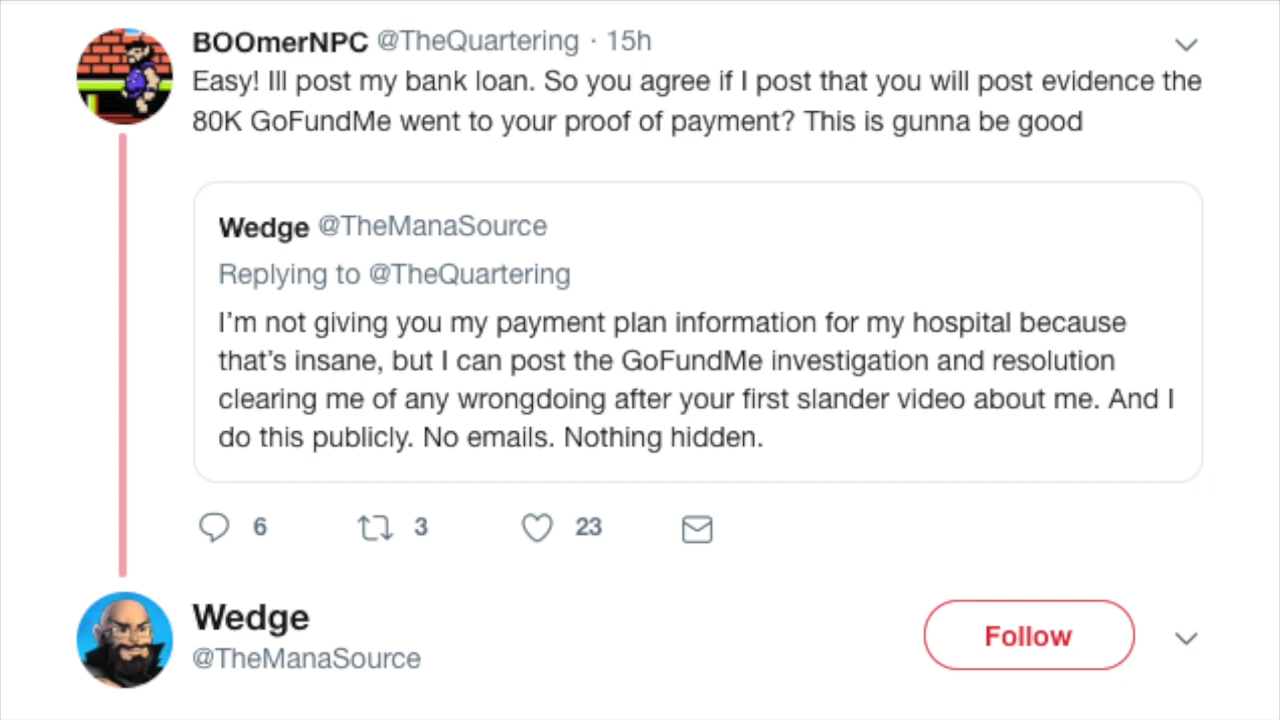 BOOmerNPC @TheQuartering · 15h
Easy! Ill post my bank loan. So you agree if I post that you will post evidence the
80K GoFundMe went to your proof of payment? This is gunna be good
Wedge @TheManaSource
Replying to @TheQuartering
I'm not giving you my payment plan information for my hospital because
that's insane, but I can post the GoFundMe investigation and resolution
clearing me of any wrongdoing after your first slander video about me. And I
do this publicly. No emails. Nothing hidden.
6 3 23
Wedge
@TheManaSource
Follow